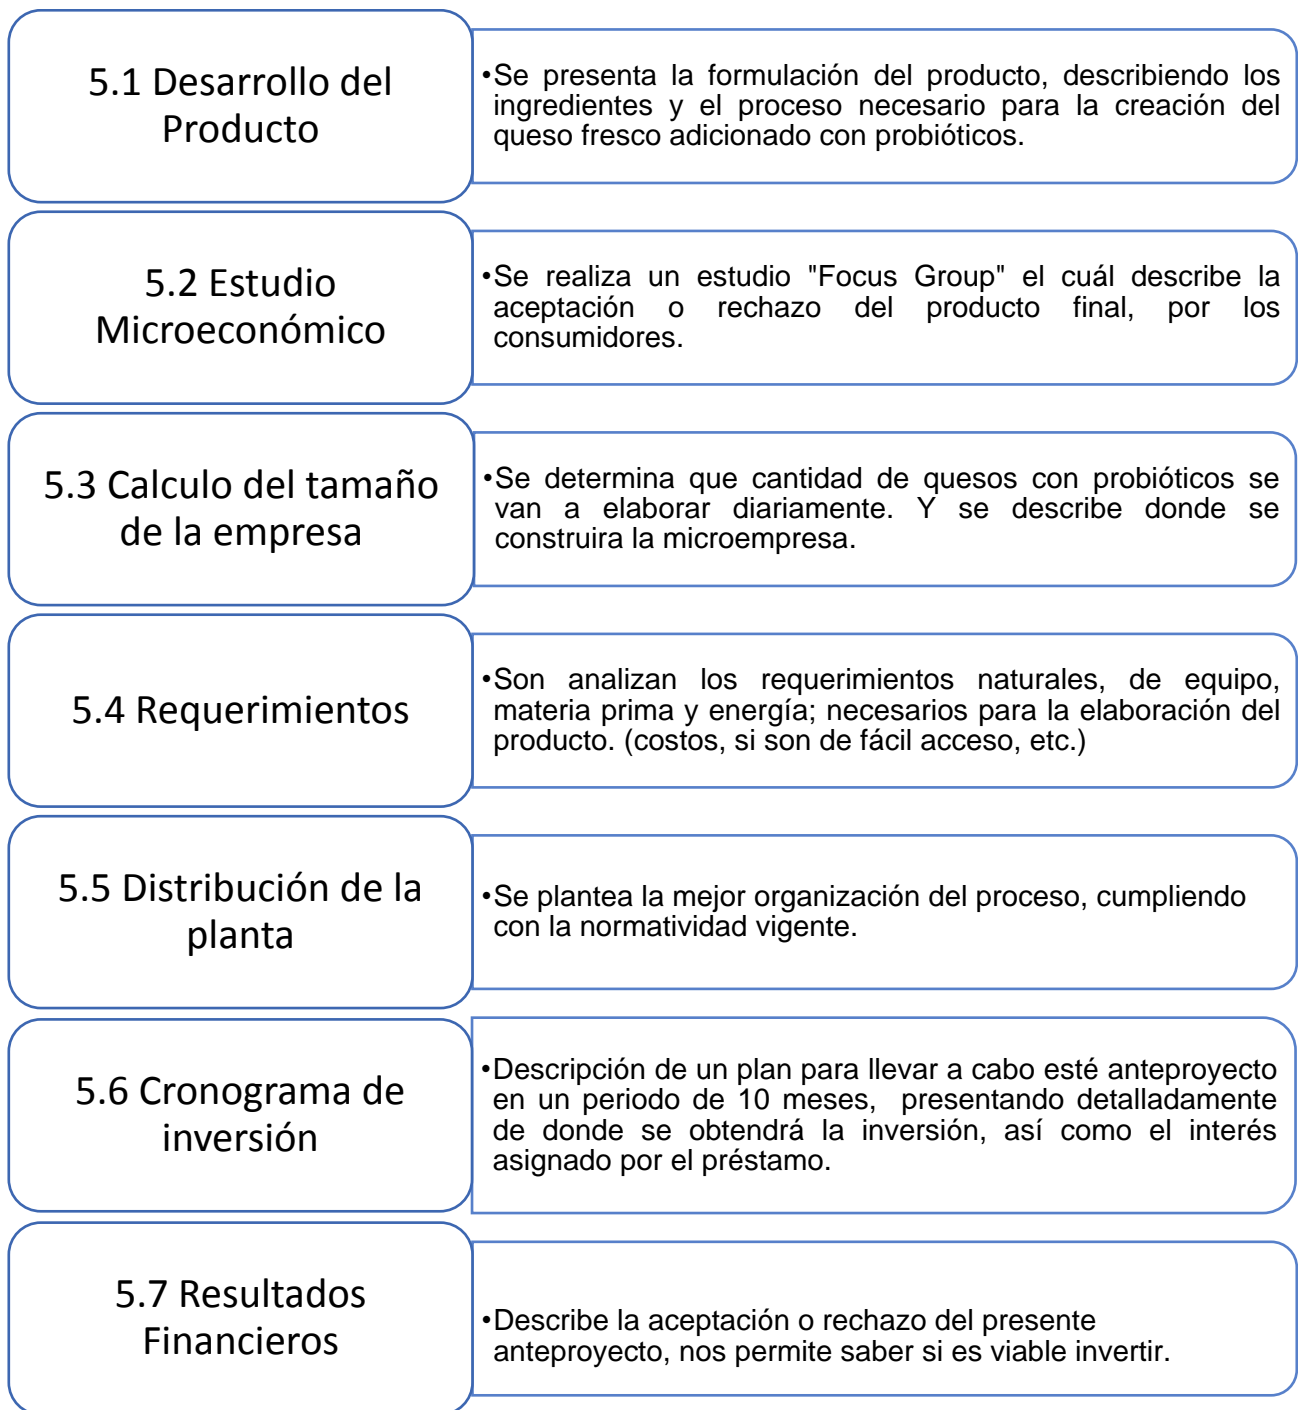 5.1 Desarrollo del
Producto
•Se presenta la formulación del producto, describiendo los
ingredientes y el proceso necesario para la creación del
queso fresco adicionado con probióticos.
5.2 Estudio
Microeconómico
•Se realiza un estudio "Focus Group" el cuál describe la
aceptación o rechazo del producto final, por los
consumidores.
5.3 Calculo del tamaño
de la empresa
•Se determina que cantidad de quesos con probióticos se
van a elaborar diariamente. Y se describe donde se
construira la microempresa.
5.4 Requerimientos
•Son analizan los requerimientos naturales, de equipo,
materia prima y energía; necesarios para la elaboración del
producto. (costos, si son de fácil acceso, etc.)
5.5 Distribución de la
planta
•Se plantea la mejor organización del proceso, cumpliendo
con la normatividad vigente.
5.6 Cronograma de
inversión
•Descripción de un plan para llevar a cabo esté anteproyecto
en un periodo de 10 meses, presentando detalladamente
de donde se obtendrá la inversión, así como el interés
asignado por el préstamo.
5.7 Resultados
Financieros
•Describe la aceptación o rechazo del presente
anteproyecto, nos permite saber si es viable invertir.